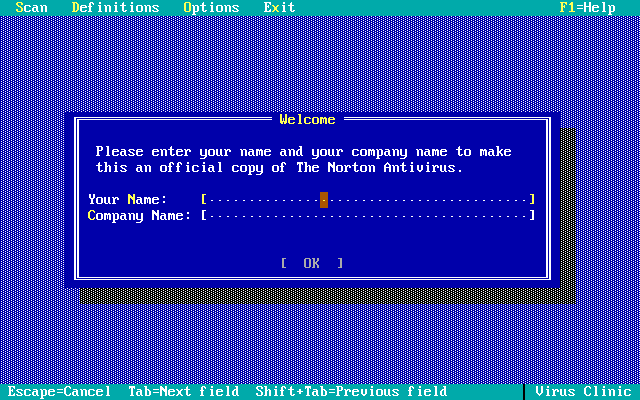 Scan Definitions Options Exit F1=Help
Welcome
Please enter your name and your company name to make
this an official copy of The Norton Antivirus.
Your Name: [........................................]
Company Name: [........................................]
[ OK ]
Escape=Cancel Tab=Next field Shift+Tab=Previous field Virus Clinic